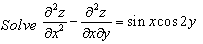 Solve ∂²z/∂x² − ∂²z/∂x∂y = sin x cos 2y